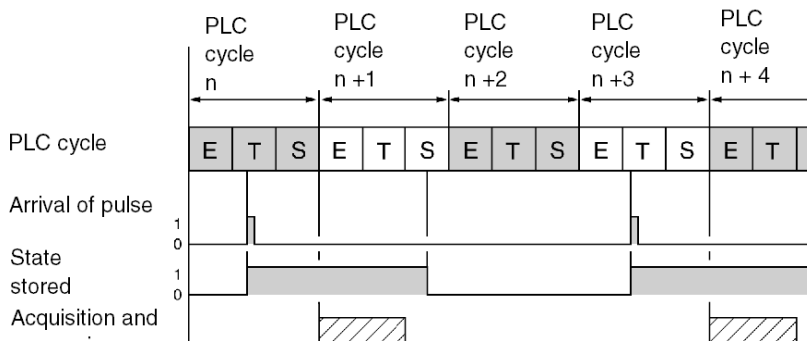 PLC
cycle
n
PLC
cycle
n +1
PLC
cycle
n +2
PLC
cycle
n +3
PLC
cycle
n + 4
PLC cycle
E T S E T S E T S E T S E T
Arrival of pulse
1
0
State
stored
1
0
Acquisition and